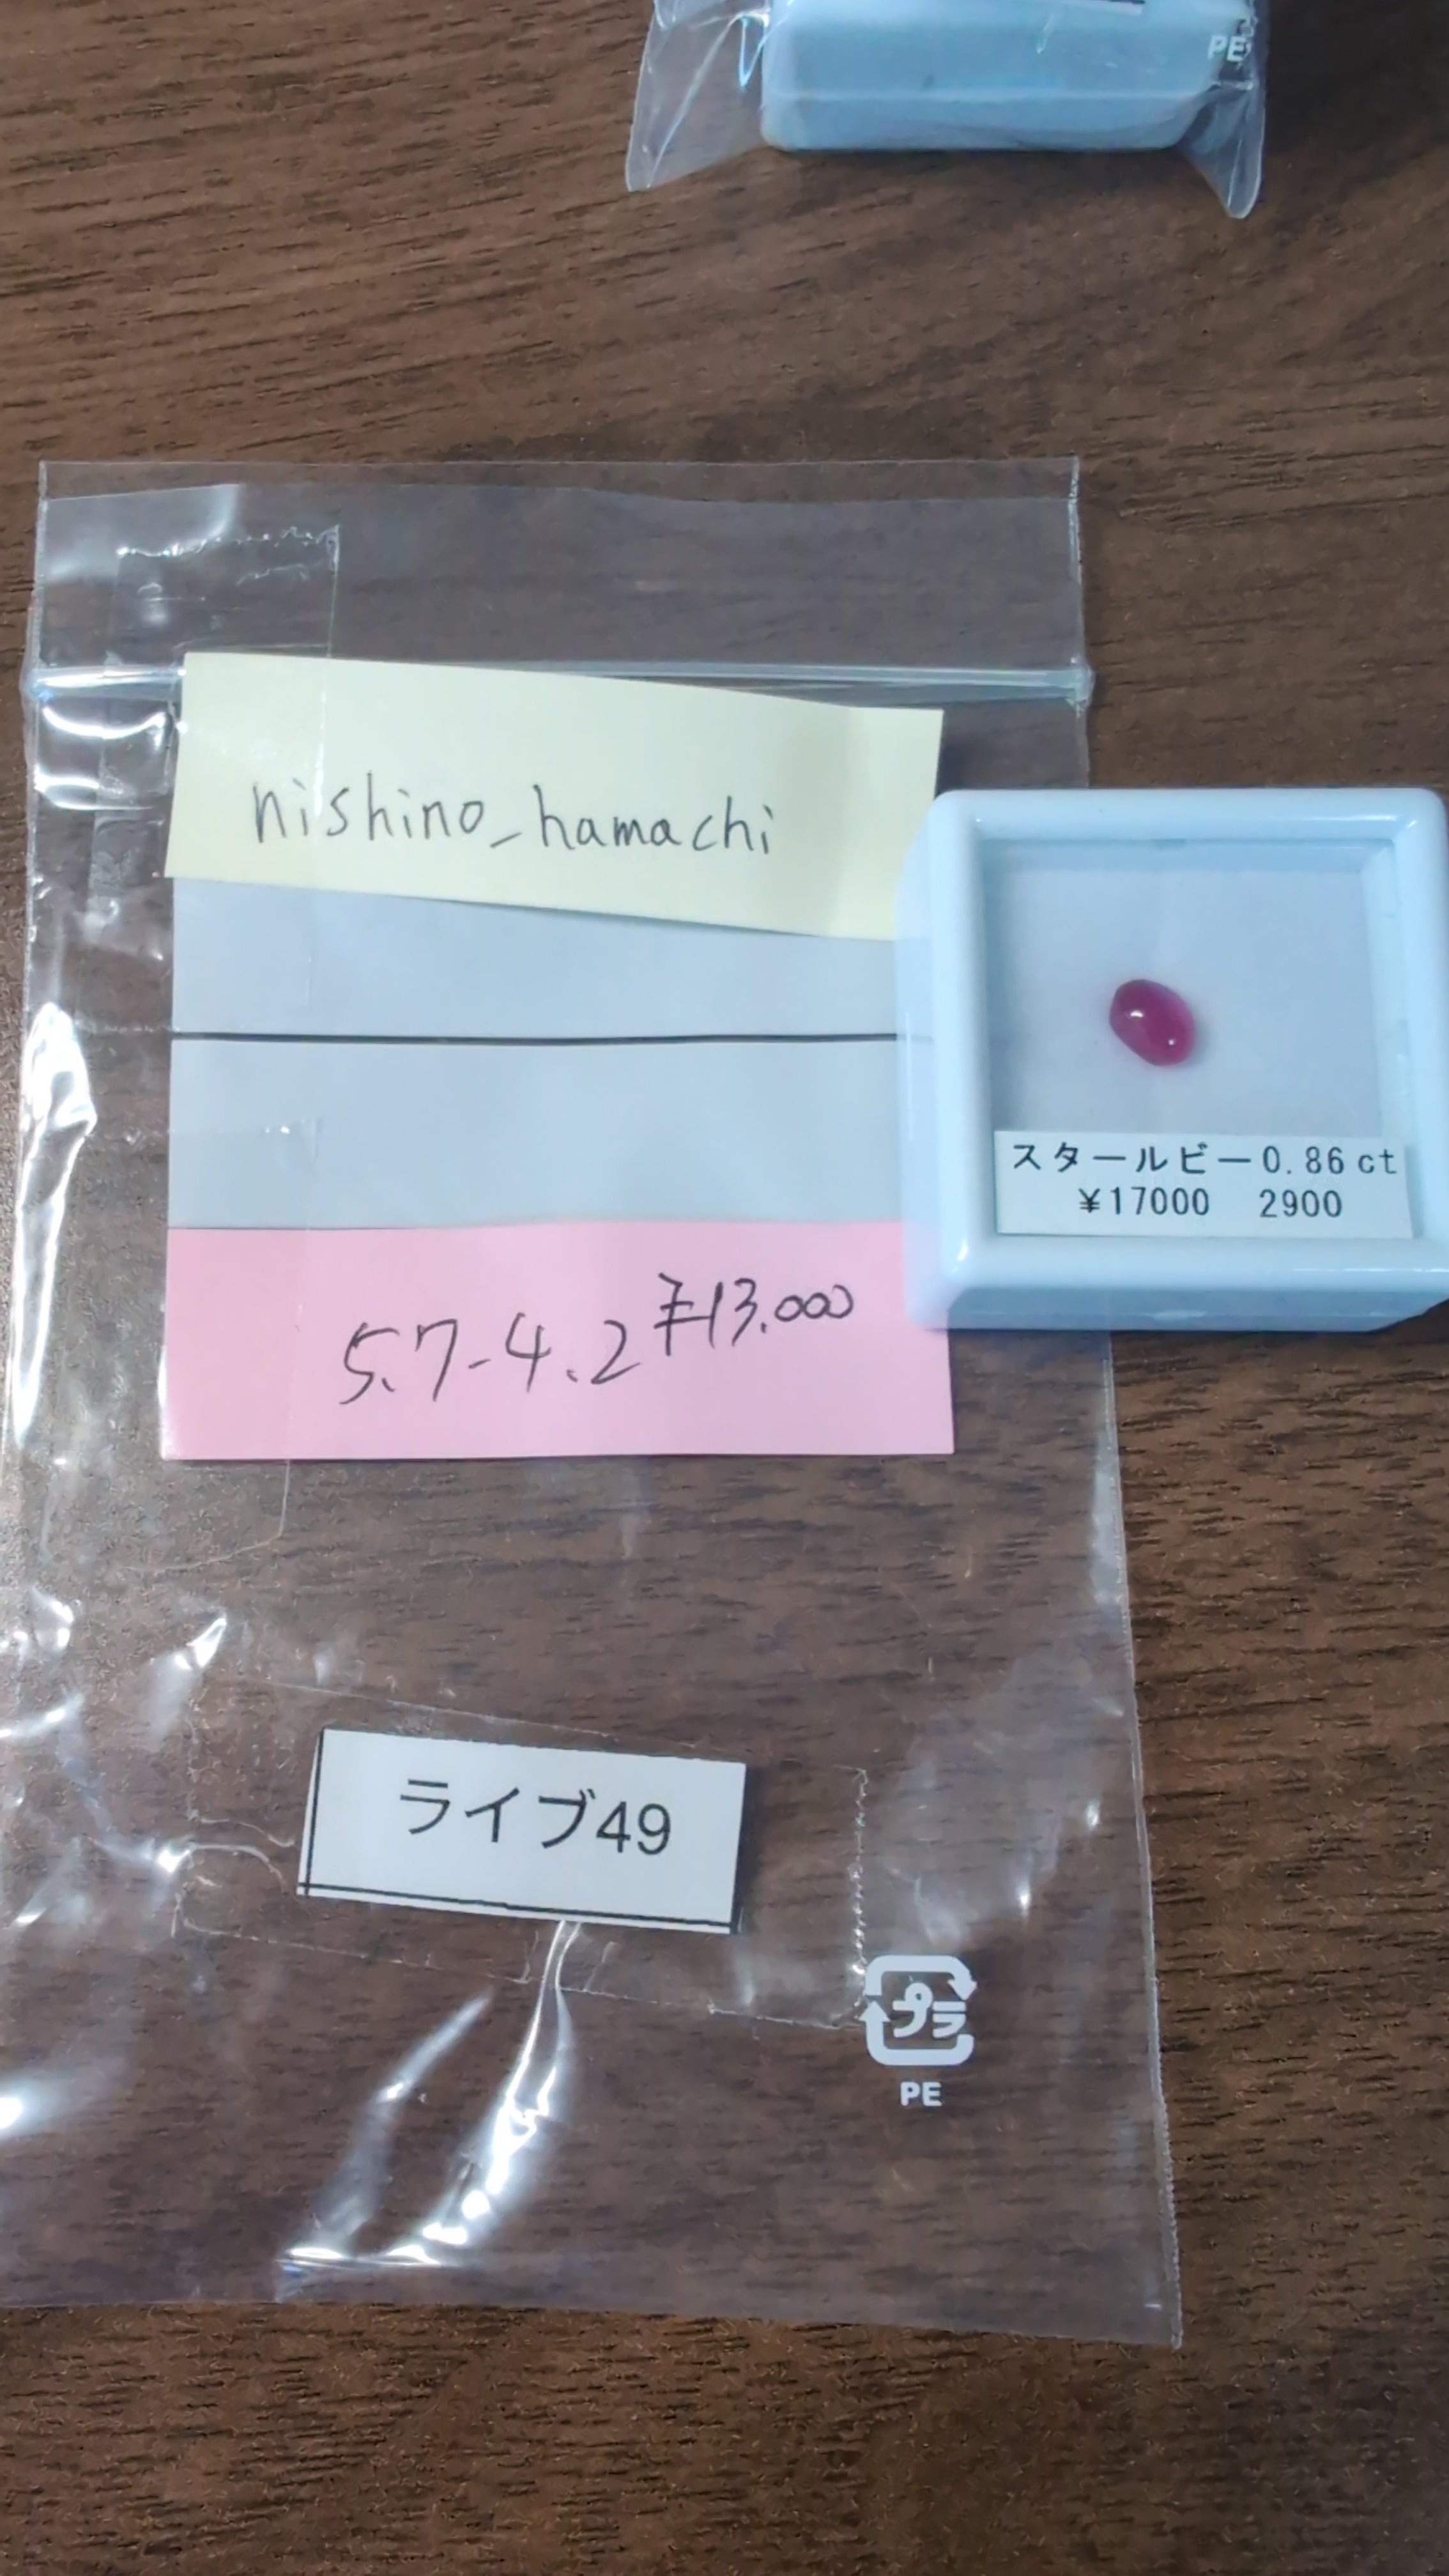 PE
nishino_hamachi
スタールビー0.86ct
¥17000 2900
5.7-4.2 ¥13.000
ライブ49
プラ
PE